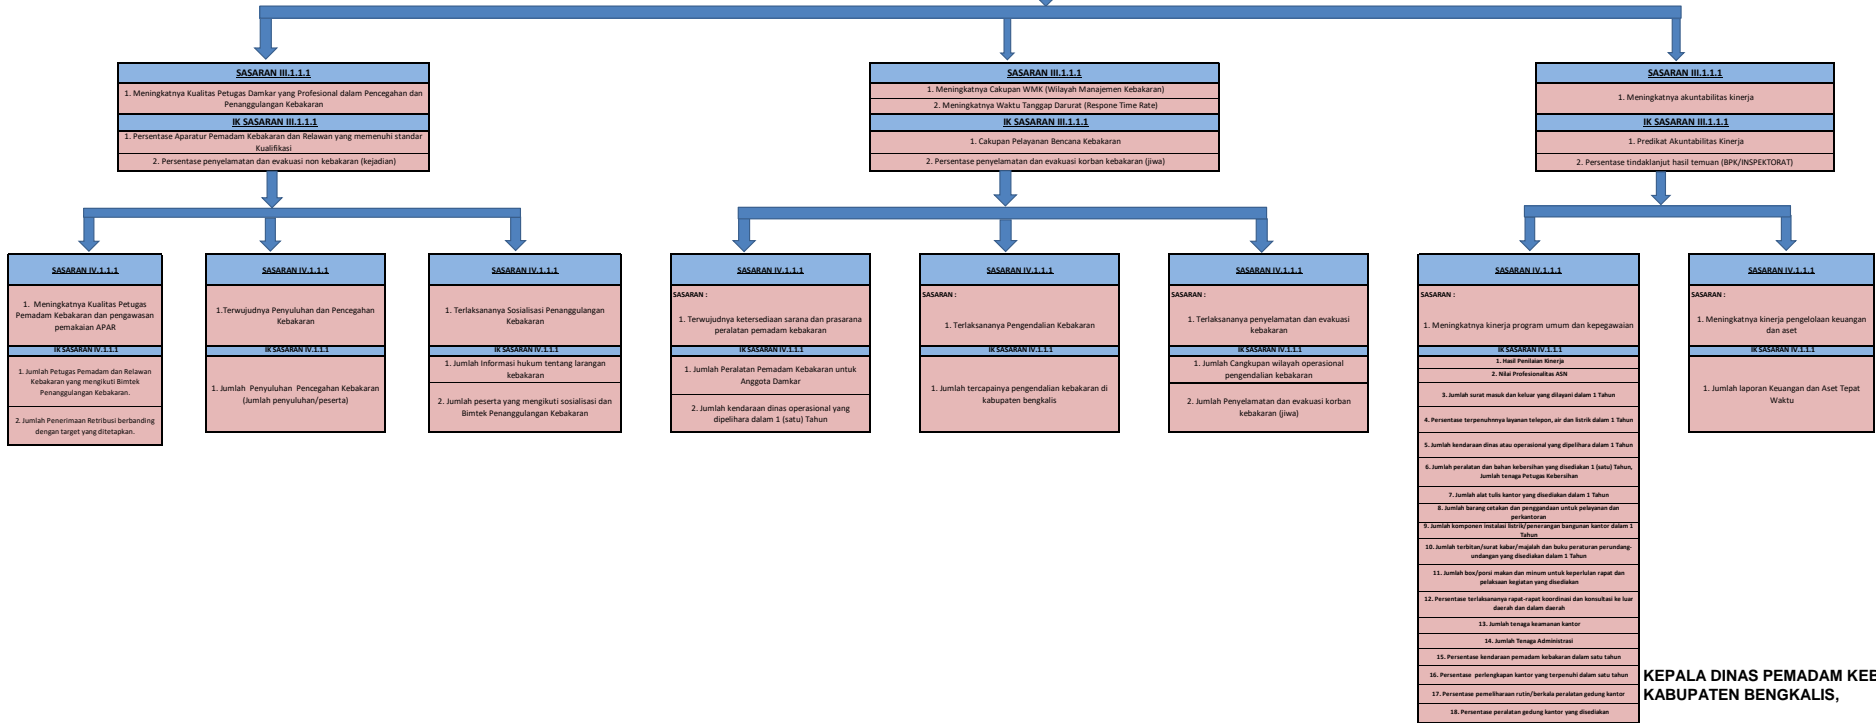 SASARAN III.1.1.1
1. Meningkatnya Kualitas Petugas Damkar yang Profesional dalam Pencegahan dan
Penanggulangan Kebakaran
IK SASARAN III.1.1.1
1. Persentase Aparatur Pemadam Kebakaran dan Relawan yang memenuhi standar
Kualifikasi
2. Persentase penyelamatan dan evakuasi non kebakaran (kejadian)
SASARAN III.1.1.1
1. Meningkatnya Cakupan WMK (Wilayah Manajemen Kebakaran)
2. Meningkatya Waktu Tanggap Darurat (Respone Time Rate)
IK SASARAN III.1.1.1
1. Cakupan Pelayanan Bencana Kebakaran
2. Persentase penyelamatan dan evakuasi korban kebakaran (jiwa)
SASARAN III.1.1.1
1. Meningkatnya akuntabilitas kinerja
IK SASARAN III.1.1.1
1. Predikat Akuntabilitas Kinerja
2. Persentase tindaklanjut hasil temuan (BPK/INSPEKTORAT)
SASARAN IV.1.1.1
1. Meningkatnya Kualitas Petugas
Pemadam Kebakaran dan pengawasan
pemakaian APAR
IK SASARAN IV.1.1.1
1. Jumlah Petugas Pemadam dan Relawan
Kebakaran yang mengikuti Bimtek
Penanggulangan Kebakaran.
2. Jumlah Penerimaan Retribusi berbanding
dengan target yang ditetapkan.
SASARAN IV.1.1.1
1.Terwujudnya Penyuluhan dan Pencegahan
Kebakaran
IK SASARAN IV.1.1.1
1. Jumlah Penyuluhan Pencegahan Kebakaran
(Jumlah penyuluhan/peserta)
SASARAN IV.1.1.1
1. Terlaksananya Sosialisasi Penanggulangan
Kebakaran
IK SASARAN IV.1.1.1
1. Jumlah Informasi hukum tentang larangan
kebakaran
2. Jumlah peserta yang mengikuti sosialisasi dan
Bimtek Penanggulangan Kebakaran
SASARAN IV.1.1.1
SASARAN :
1. Terwujudnya ketersediaan sarana dan prasarana
peralatan pemadam kebakaran
IK SASARAN IV.1.1.1
1. Jumlah Peralatan Pemadam Kebakaran untuk
Anggota Damkar
2. Jumlah kendaraan dinas operasional yang
dipelihara dalam 1 (satu) Tahun
SASARAN IV.1.1.1
SASARAN :
1. Terlaksananya Pengendalian Kebakaran
IK SASARAN IV.1.1.1
1. Jumlah tercapainya pengendalian kebakaran di
kabupaten bengkalis
SASARAN IV.1.1.1
SASARAN :
1. Terlaksananya penyelamatan dan evakuasi
kebakaran
IK SASARAN IV.1.1.1
1. Jumlah Cangkupan wilayah operasional
pengendalian kebakaran
2. Jumlah Penyelamatan dan evakuasi korban
kebakaran (jiwa)
SASARAN IV.1.1.1
SASARAN :
1. Meningkatnya kinerja program umum dan kepegawaian
IK SASARAN IV.1.1.1
1. Hasil Penilaian Kinerja
2. Nilai Profesionalitas ASN
3. Jumlah surat masuk dan keluar yang dilayani dalam 1 Tahun
4. Persentase terpenuhnnya layanan telepon, air dan listrik dalam 1 Tahun
5. Jumlah kendaraan dinas atau operasional yang dipelihara dalam 1 Tahun
6. Jumlah peralatan dan bahan kebersihan yang disediakan 1 (satu) Tahun,
Jumlah tenaga Petugas Kebersihan
7. Jumlah alat tulis kantor yang disediakan dalam 1 Tahun
8. Jumlah barang cetakan dan penggandaan untuk pelayanan dan
perkantoran
9. Jumlah komponen instalasi listrik/penerangan bangunan kantor dalam 1
Tahun
10. Jumlah terbitan/surat kabar/majalah dan buku peraturan perundang-
undangan yang disediakan dalam 1 Tahun
11. Jumlah box/porsi makan dan minum untuk keperlulan rapat dan
pelaksaan kegiatan yang disediakan
12. Persentase terlaksananya rapat-rapat koordinasi dan konsultasi ke luar
daerah dan dalam daerah
13. Jumlah tenaga keamanan kantor
14. Jumlah Tenaga Administrasi
15. Persentase kendaraan pemadam kebakaran dalam satu tahun
16. Persentase perlengkapan kantor yang terpenuhi dalam satu tahun
17. Persentase pemeliharaan rutin/berkala peralatan gedung kantor
18. Persentase peralatan gedung kantor yang disediakan
SASARAN IV.1.1.1
SASARAN :
1. Meningkatnya kinerja pengelolaan keuangan
dan aset
IK SASARAN IV.1.1.1
1. Jumlah laporan Keuangan dan Aset Tepat
Waktu
KEPALA DINAS PEMADAM KEB
KABUPATEN BENGKALIS,